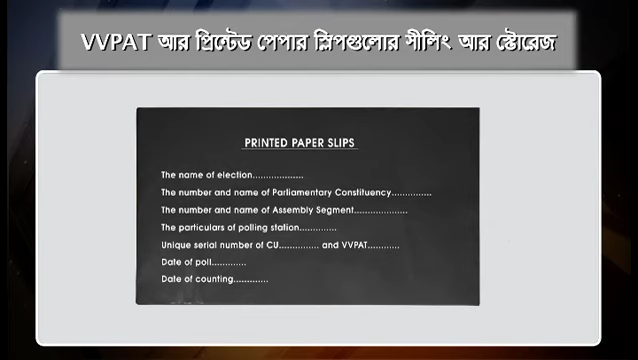 VVPAT আর প্রিন্টেড পেপার স্লিপগুলোর সীলিং আর স্টোরেজ
PRINTED PAPER SLIPS
The name of election...................
The number and name of Parliamentary Constituency...............
The number and name of Assembly Segment....................
The particulars of polling station..............
Unique serial number of CU............... and VVPAT............
Date of poll.............
Date of counting.............